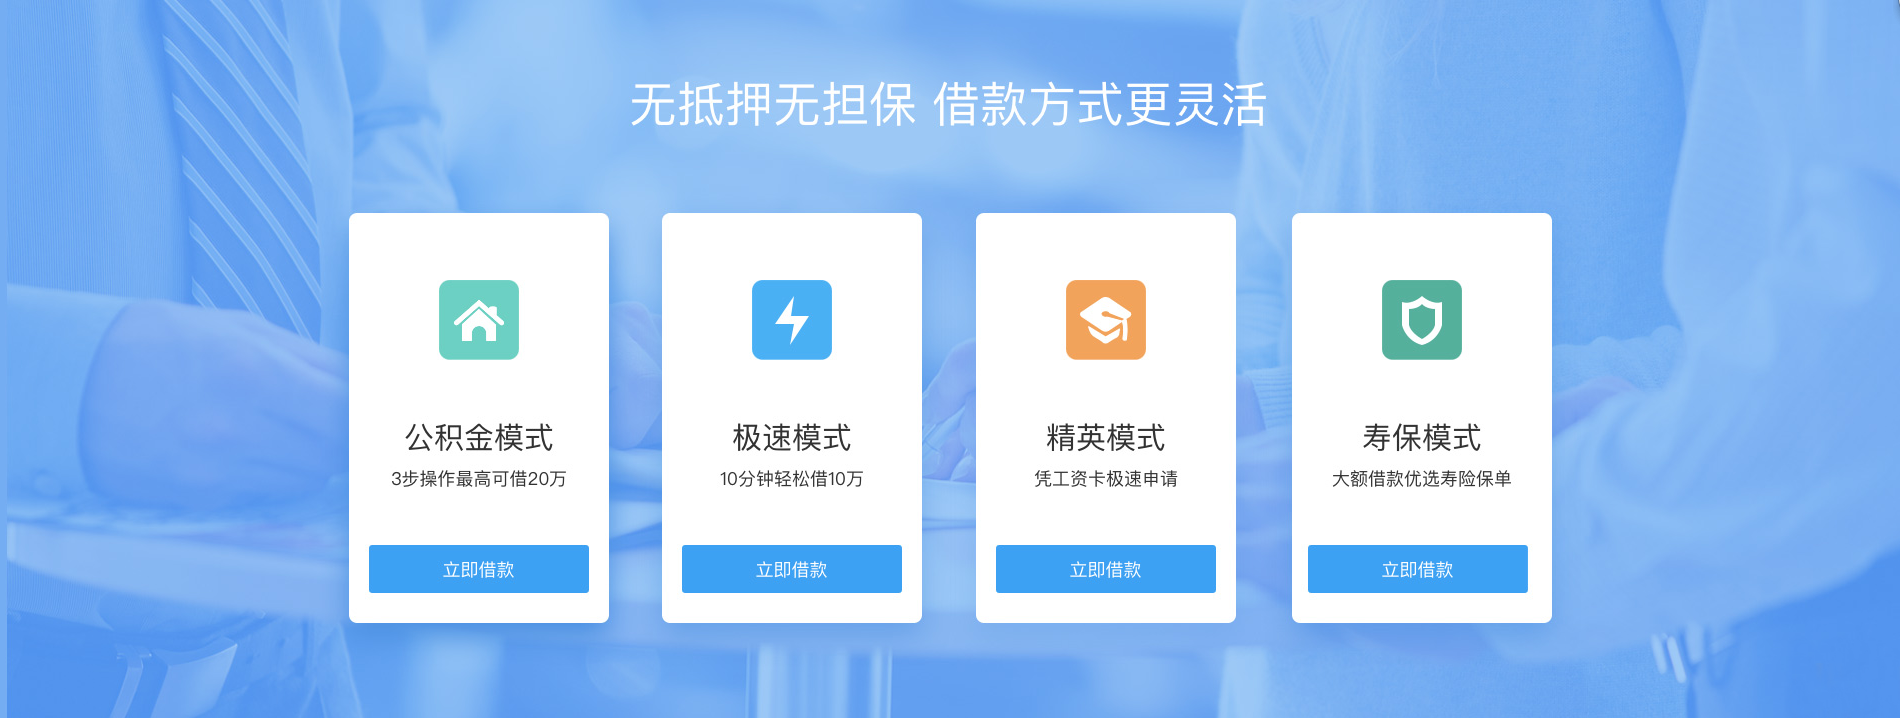 无抵押无担保 借款方式更灵活
公积金模式
3步操作最高可借20万
立即借款
极速模式
10分钟轻松借10万
立即借款
精英模式
凭工资卡极速申请
立即借款
寿保模式
大额借款优选寿险保单
立即借款